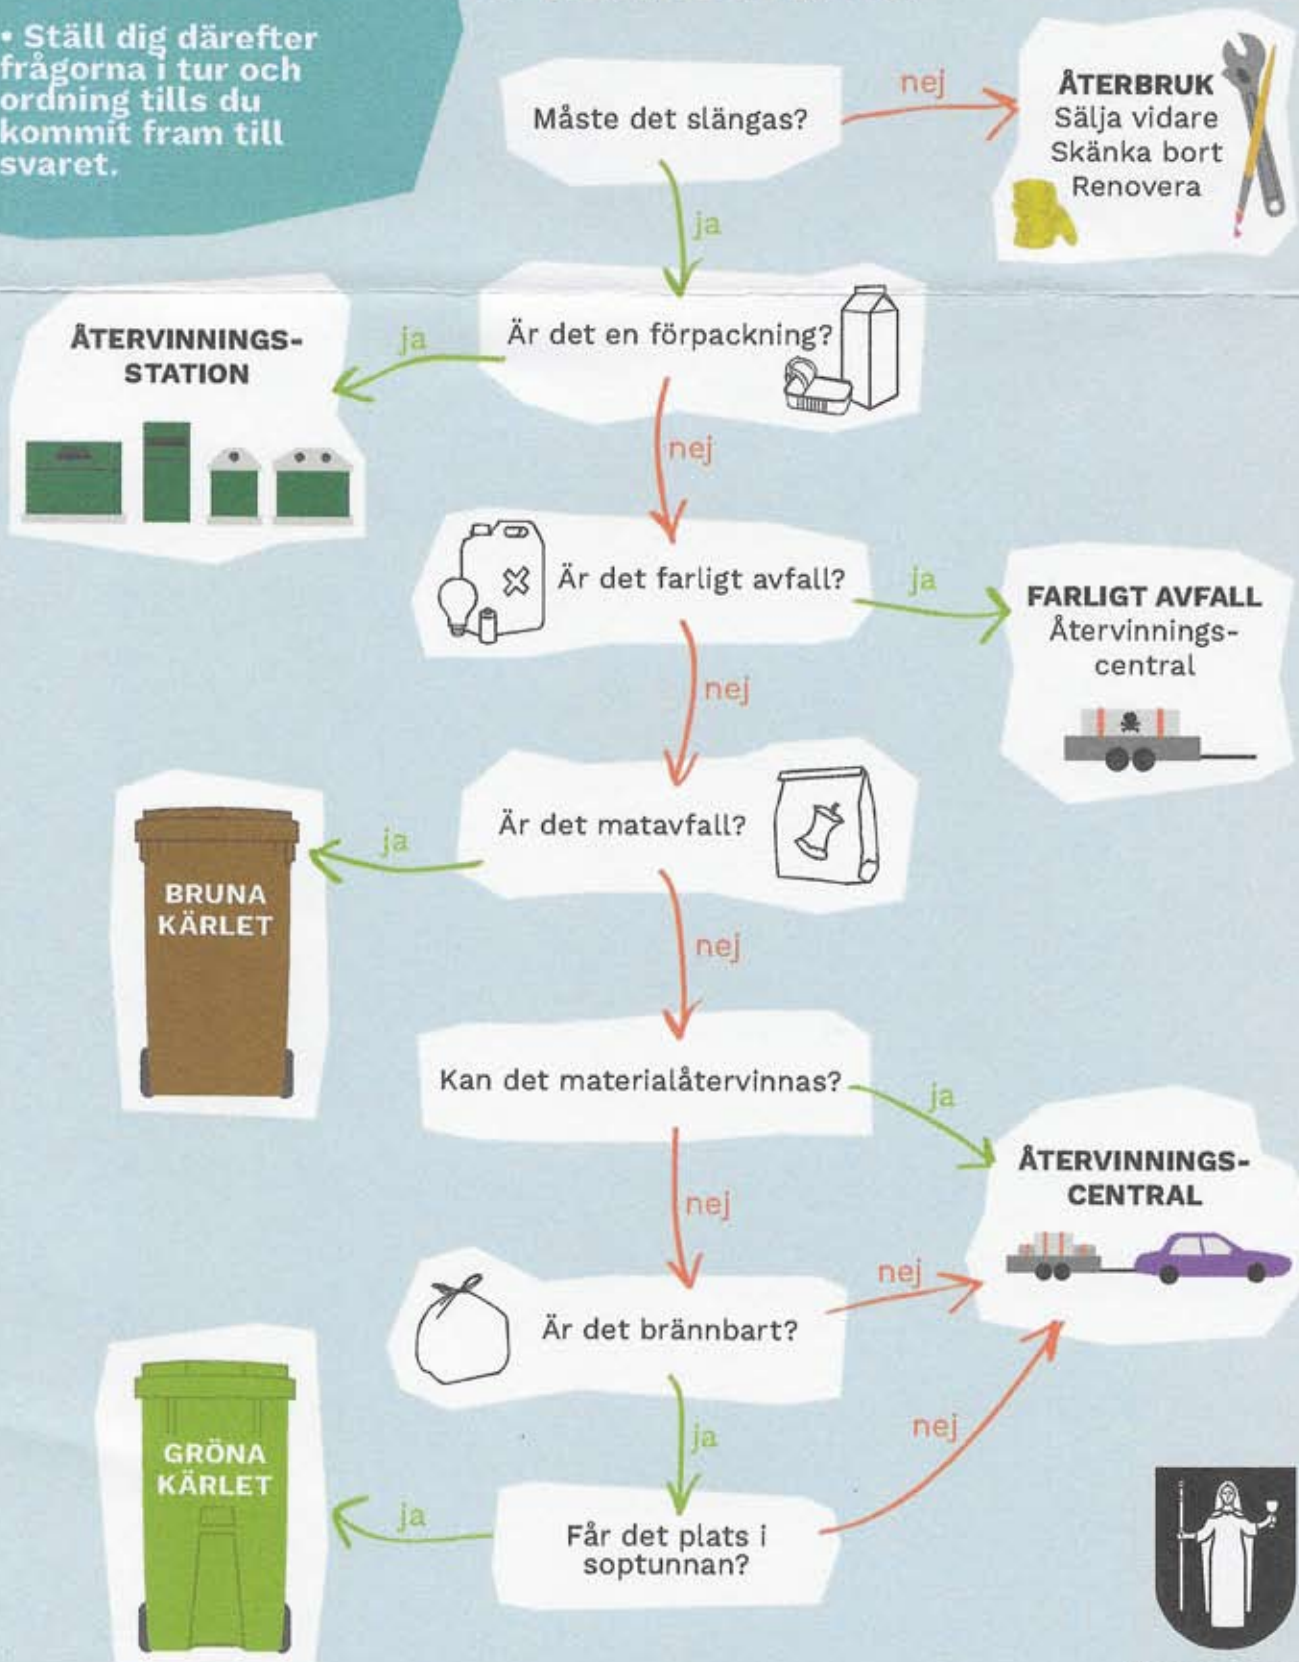 • Ställ dig därefter
frågorna i tur och
ordning tills du
kommit fram till
svaret.
Måste det slängas?
nej
ÅTERBRUK
Sälja vidare
Skänka bort
Renovera
ja
Är det en förpackning?
ja
ÅTERVINNINGS-
STATION
nej
Är det farligt avfall?
ja
FARLIGT AVFALL
Återvinnings-
central
nej
Är det matavfall?
ja
BRUNA
KÄRLET
nej
Kan det materialåtervinnas?
ja
ÅTERVINNINGS-
CENTRAL
nej
Är det brännbart?
nej
ja
Får det plats i
soptunnan?
nej
ja
GRÖNA
KÄRLET